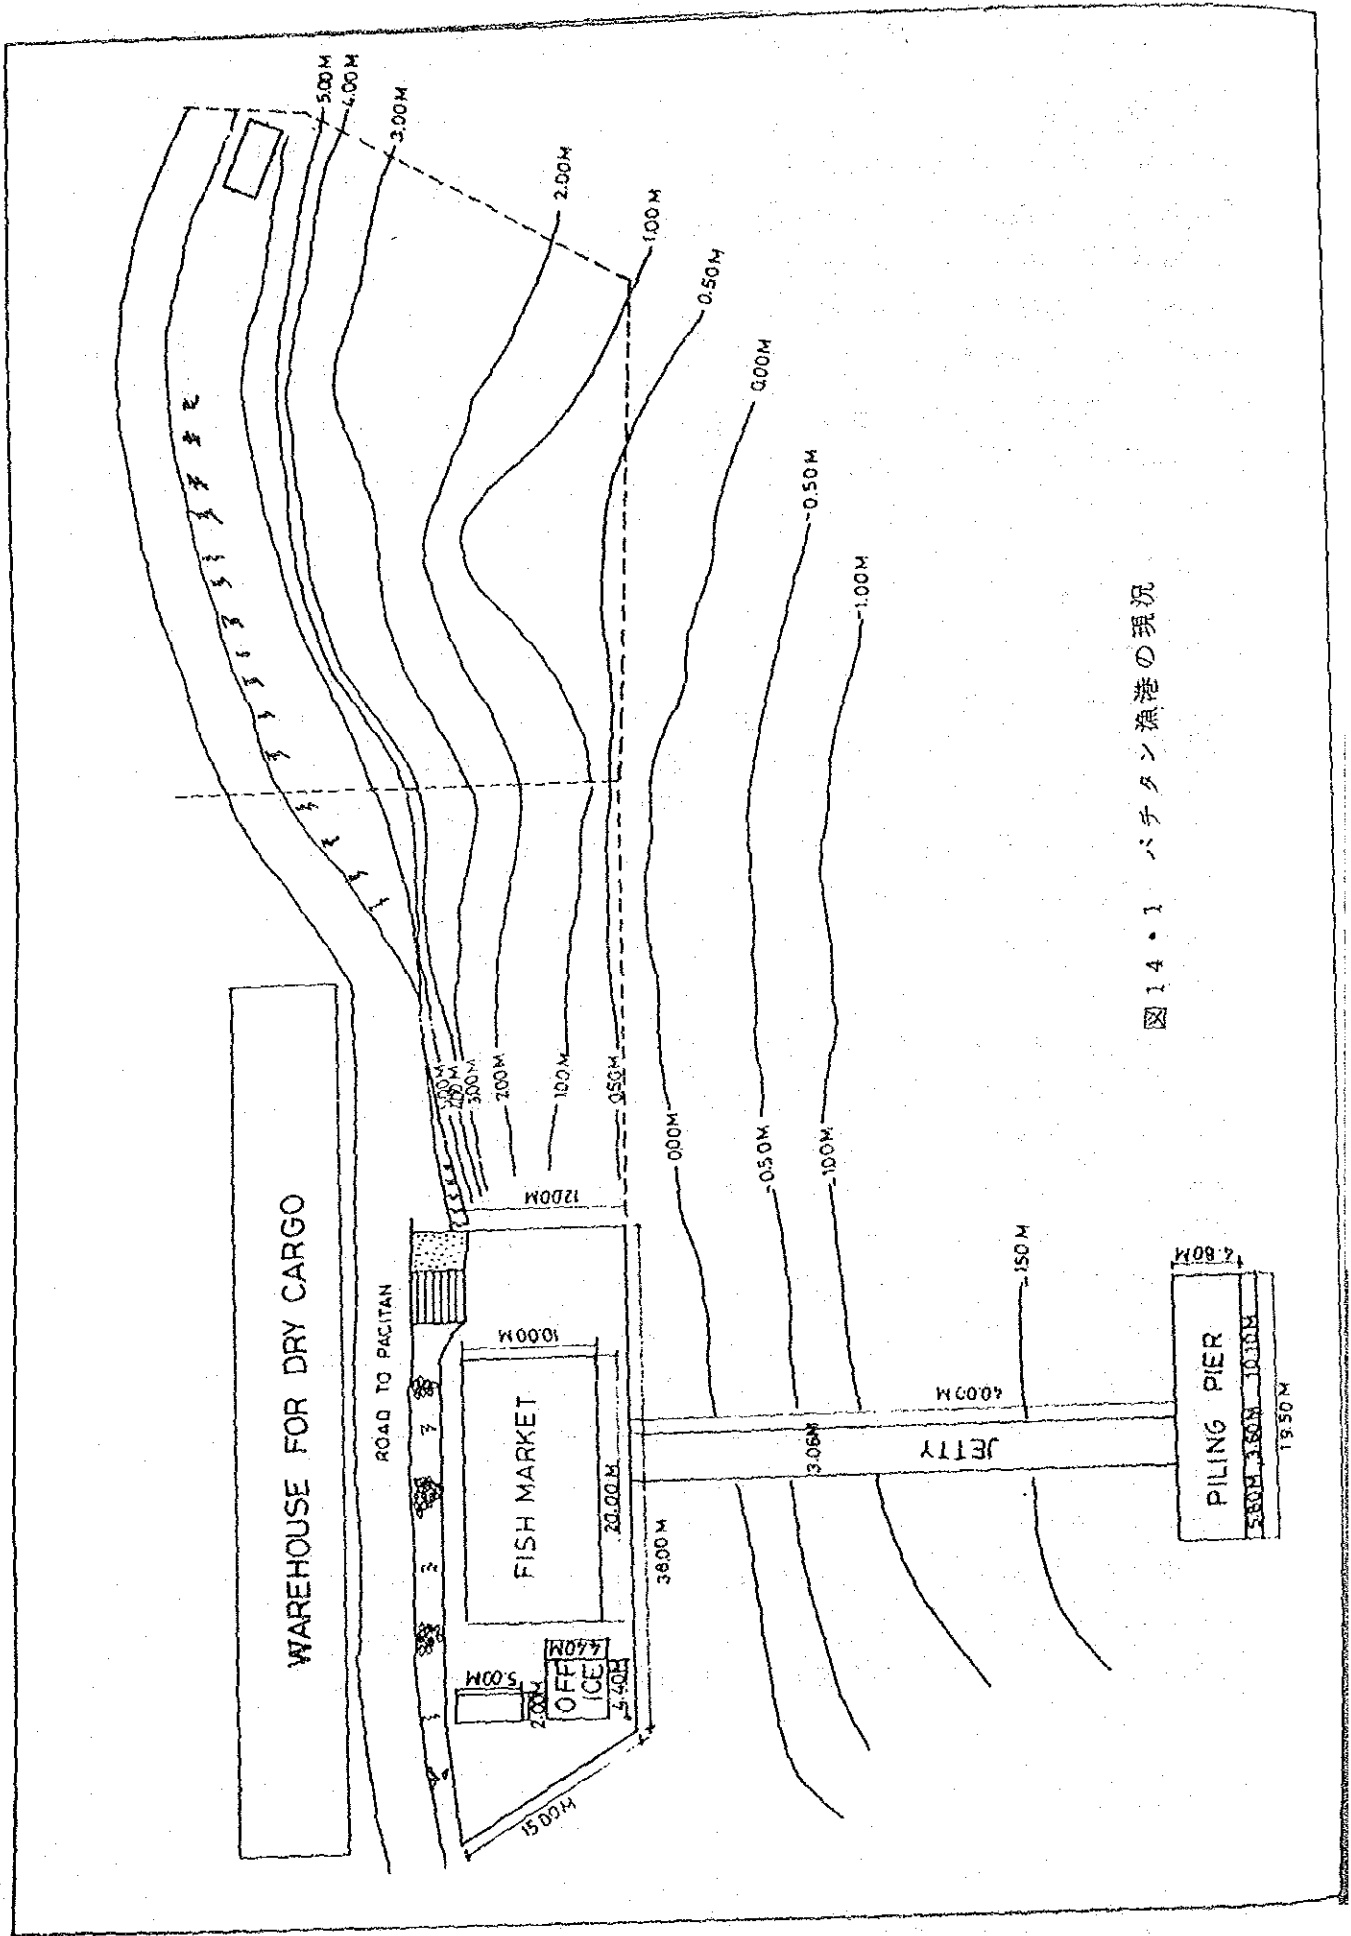 WAREHOUSE FOR DRY CARGO
ROAD TO PACITAN
5.00M
4.00M
3.00M
2.00M
1.00M
0.50M
0.00M
-0.50M
-1.00M
4.00M
3.00M
2.00M
1.00M
0.50M
0.00M
-0.50M
-1.00M
-1.50M
12.00M
10.00M
FISH MARKET
20.00M
38.00M
5.00M
2.00M
OFF
ICE
4.40M
4.40M
15.00M
3.06M
JETTY
40.00M
PILING PIER
4.80M
5.80M 3.60M 10.10M
19.50M
図14・1 パチタン漁港の現況